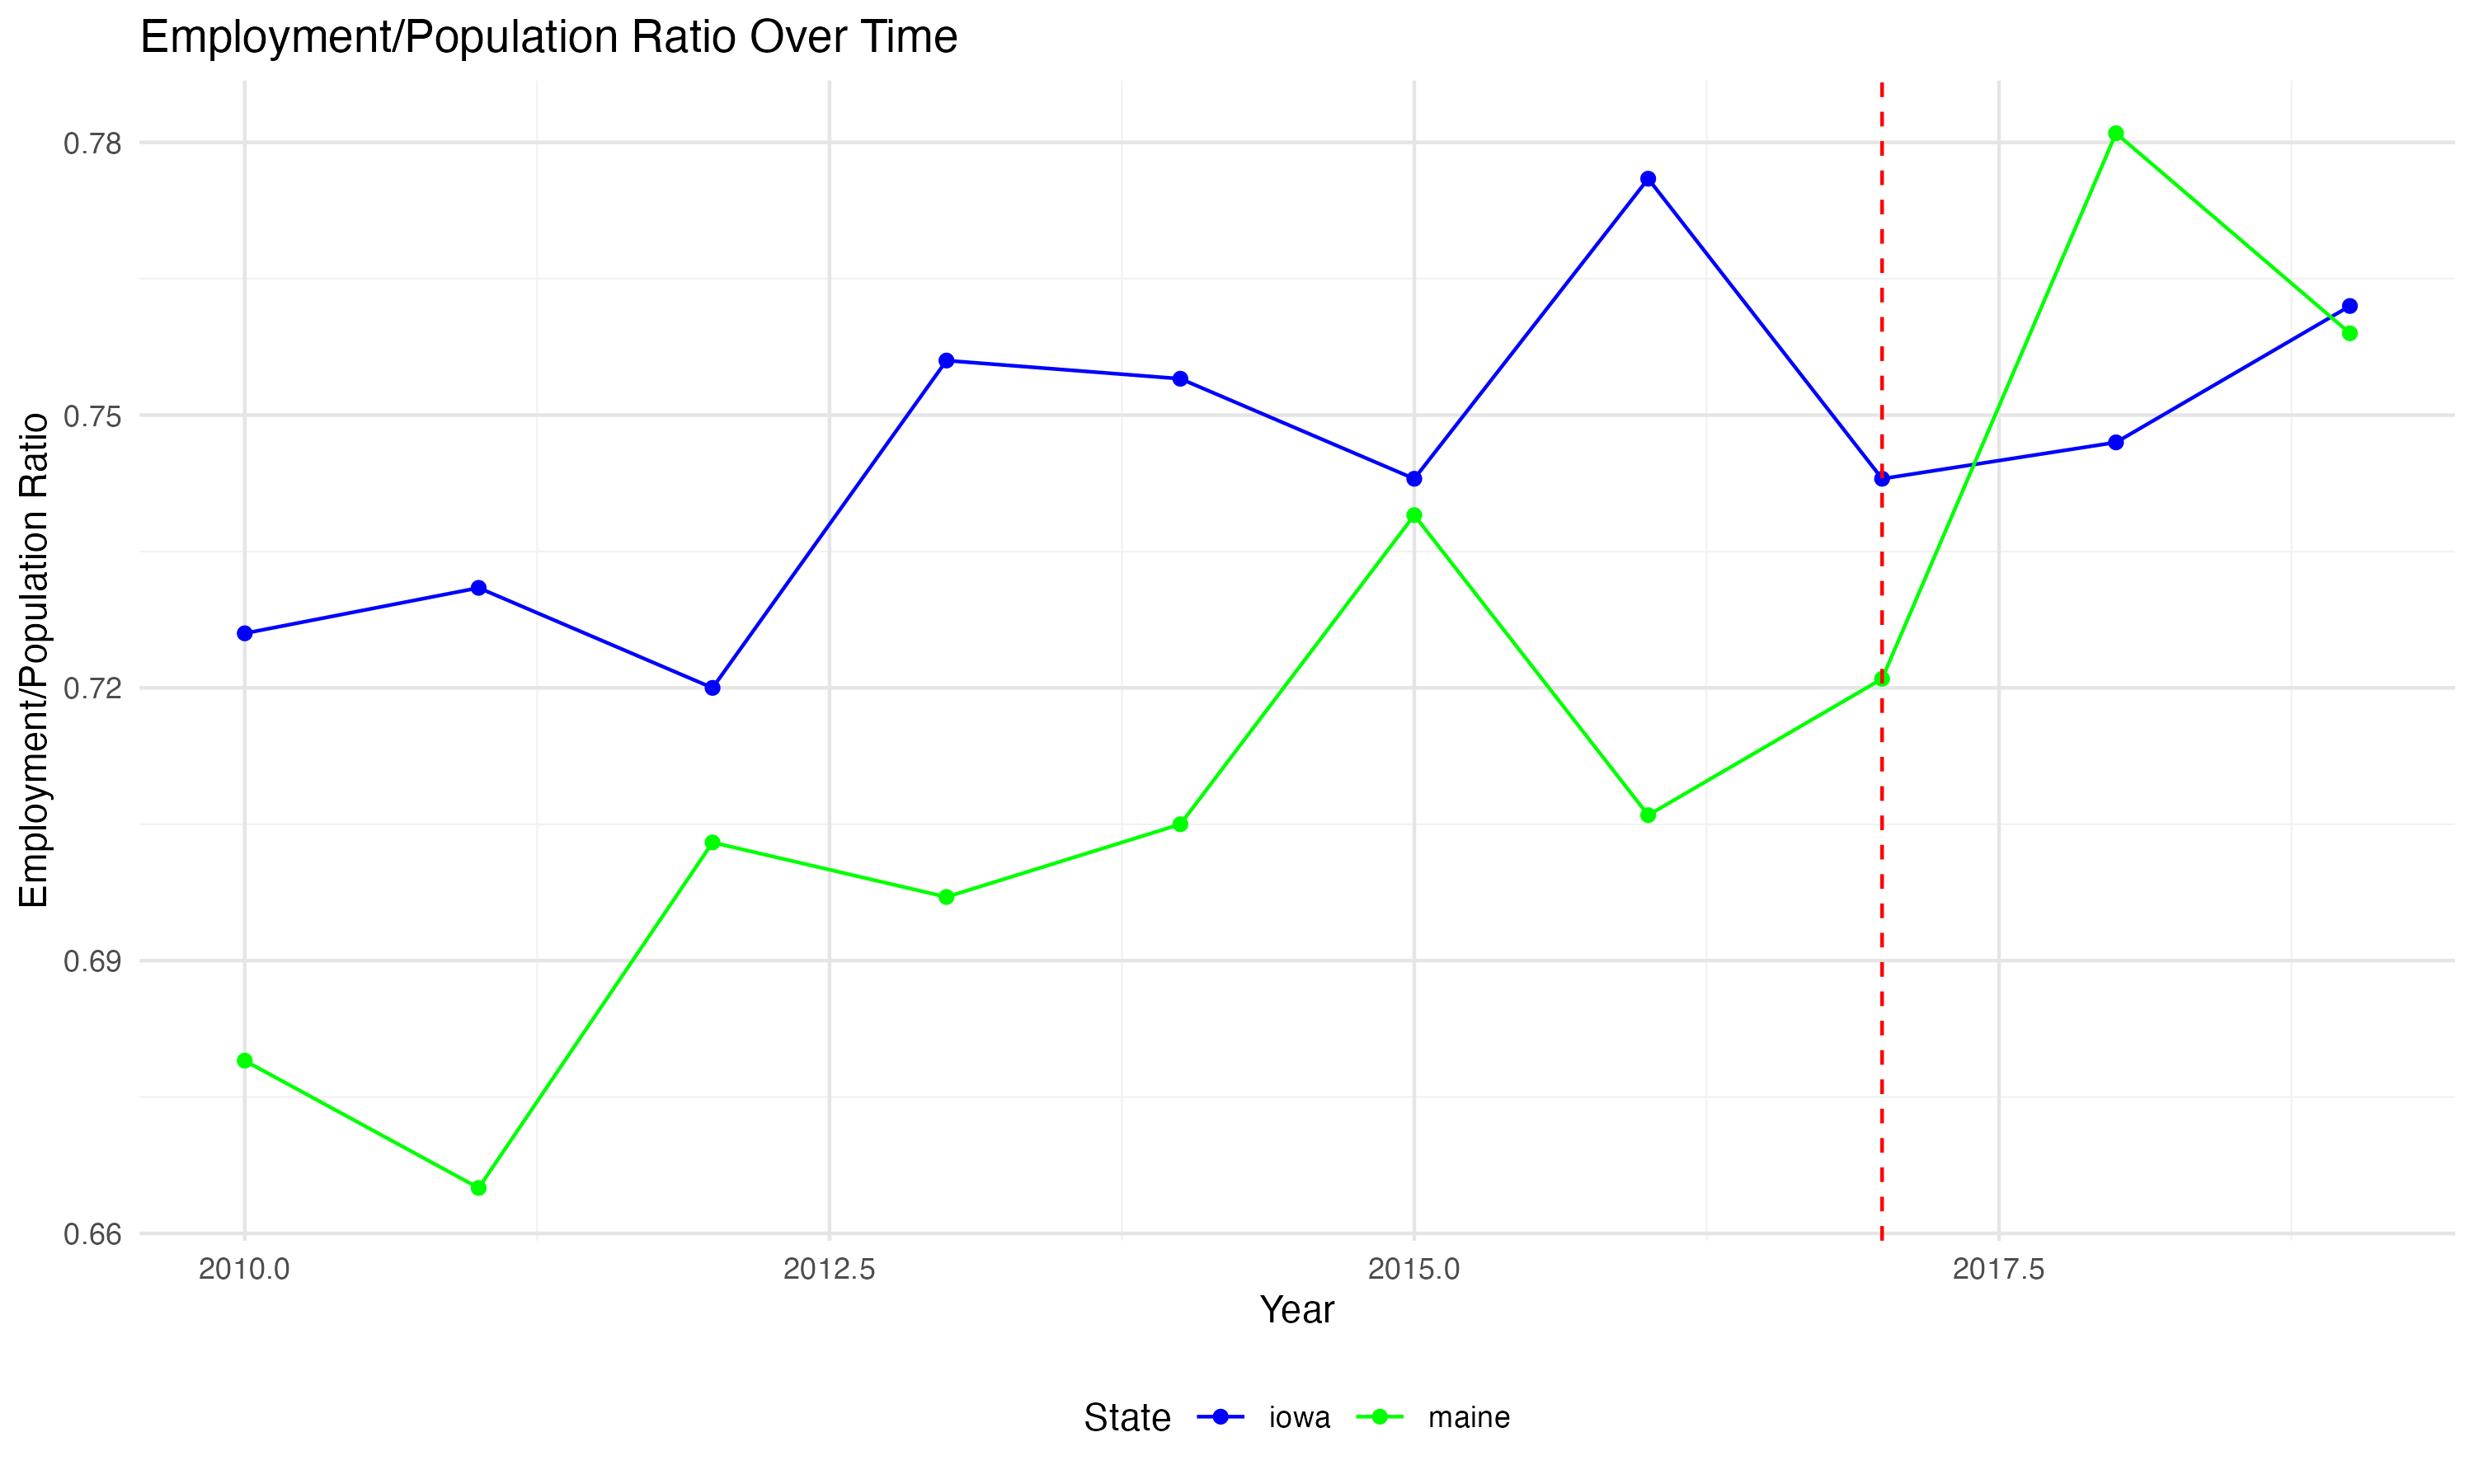 Employment/Population Ratio Over Time
Employment/Population Ratio
0.78
0.75
0.72
0.69
0.66
2010.0 2012.5 2015.0 2017.5
Year
State iowa maine